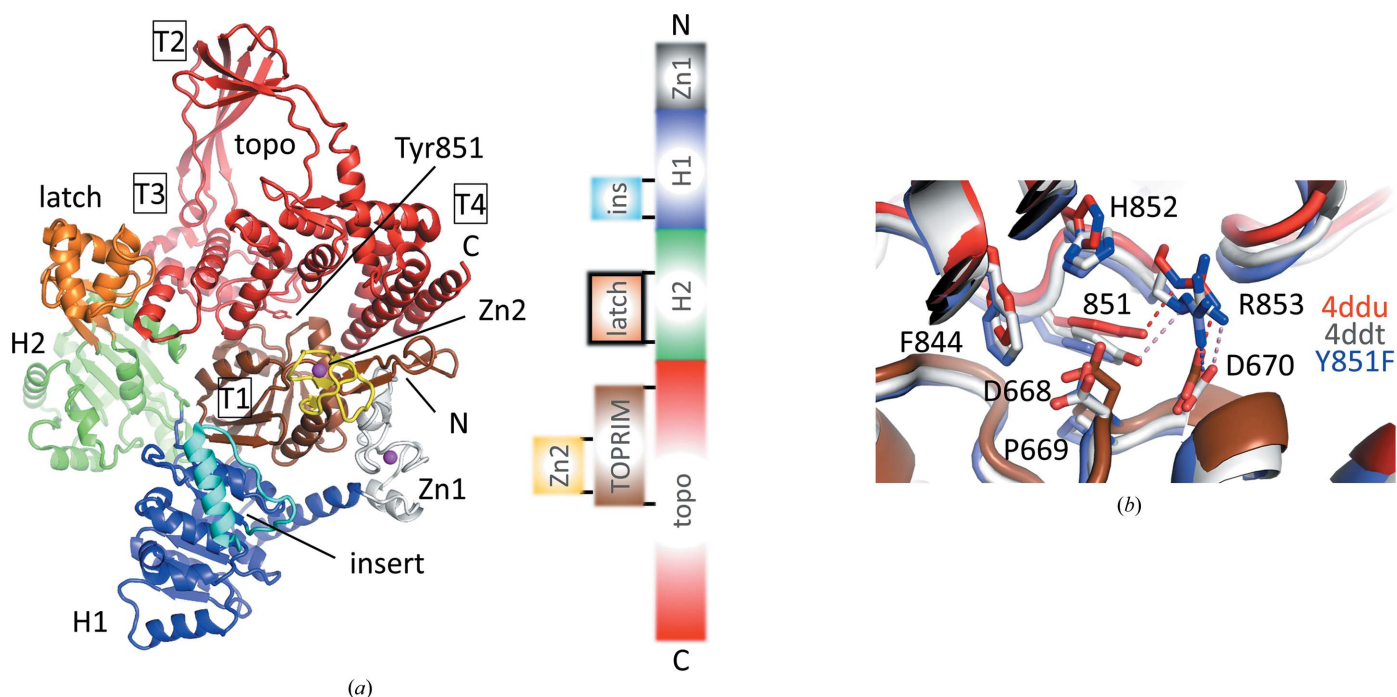 T2
topo
Tyr851
latch
T3
T4
C
Zn2
H2
T1
N
Zn1
insert
H1
(a)
N
Zn1
H1
ins
H2
latch
TOPRIM
Zn2
topo
C
H852
851
R853
F844
4ddu
4ddt
Y851F
D668
D670
P669
(b)